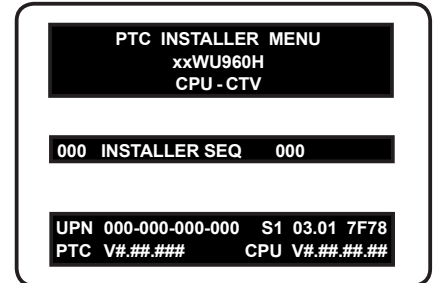 PTC INSTALLER MENU
xxWU960H
CPU - CTV
000 INSTALLER SEQ 000
UPN 000-000-000-000 S1 03.01 7F78
PTC V#.##.### CPU V#.##.##.##